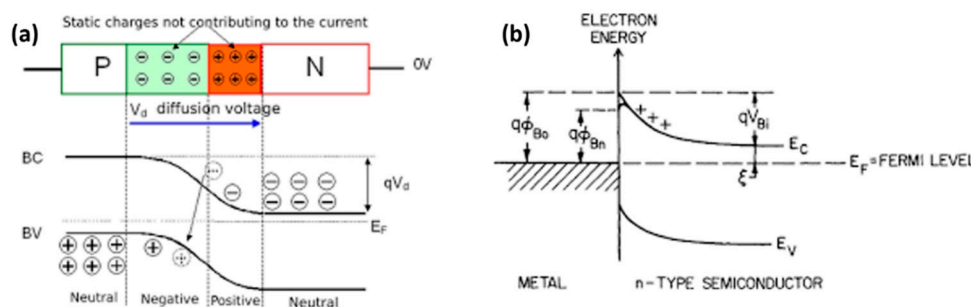 (a)
Static charges not contributing to the current
P
N
0V
V_d diffusion voltage
BC
qV_d
E_F
BV
Neutral
Negative
Positive
Neutral
(b)
ELECTRON
ENERGY
qϕ_Bo
qϕ_Bn
qV_Bi
E_C
E_F = FERMI LEVEL
ξ
E_V
METAL
n-TYPE SEMICONDUCTOR